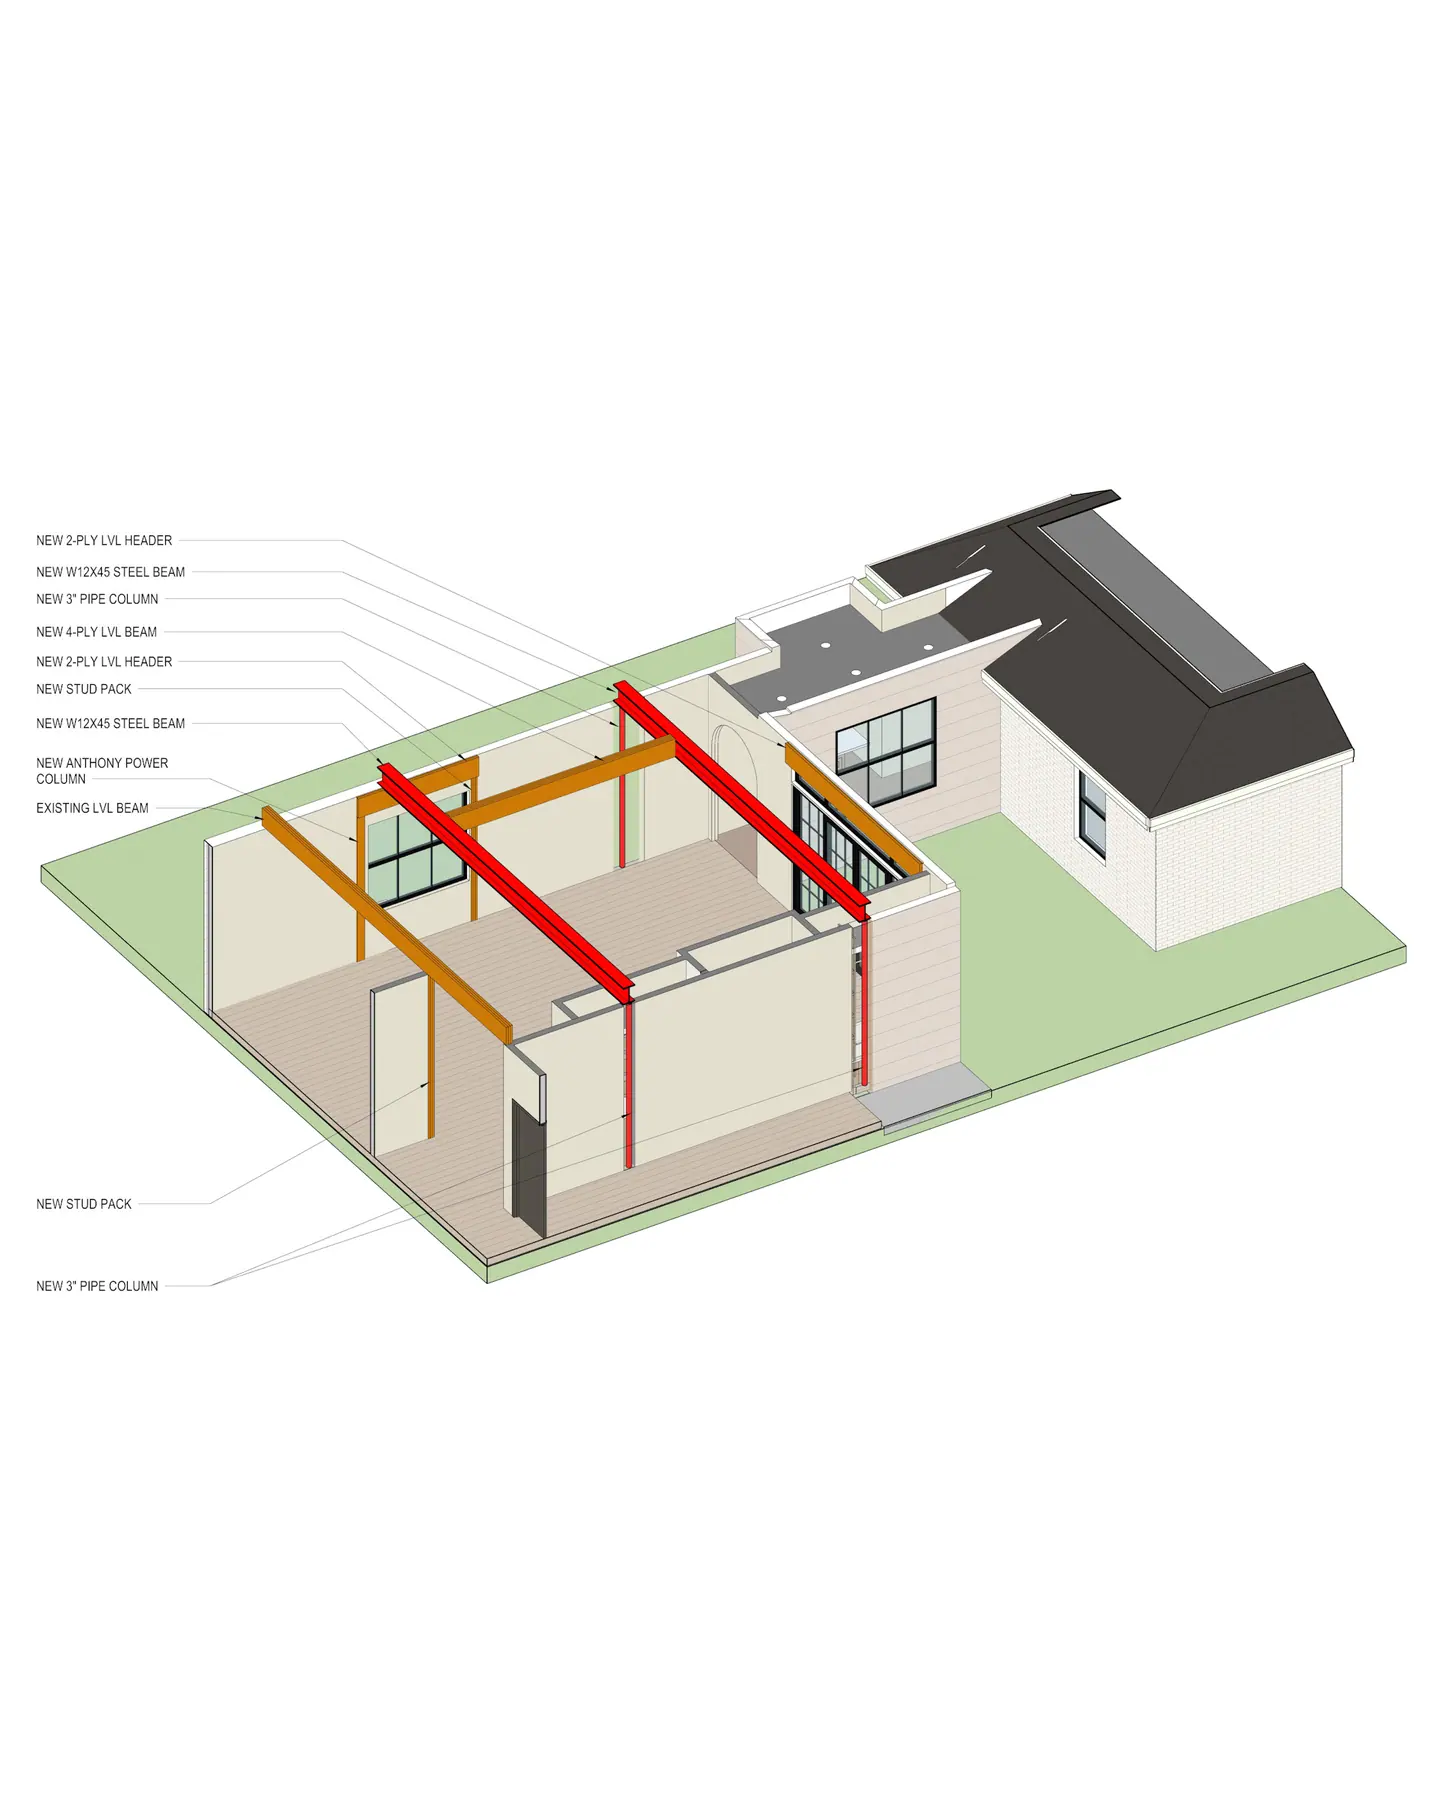 NEW 2-PLY LVL HEADER
NEW W12X45 STEEL BEAM
NEW 3" PIPE COLUMN
NEW 4-PLY LVL BEAM
NEW 2-PLY LVL HEADER
NEW STUD PACK
NEW W12X45 STEEL BEAM
NEW ANTHONY POWER
COLUMN
EXISTING LVL BEAM
NEW STUD PACK
NEW 3" PIPE COLUMN